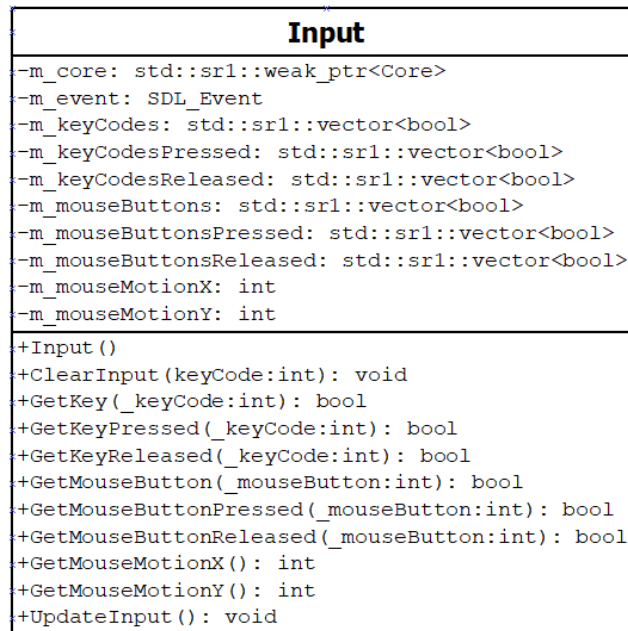 Input
-m_core: std::sr1::weak_ptr<Core>
-m_event: SDL_Event
-m_keyCodes: std::sr1::vector<bool>
-m_keyCodesPressed: std::sr1::vector<bool>
-m_keyCodesReleased: std::sr1::vector<bool>
-m_mouseButtons: std::sr1::vector<bool>
-m_mouseButtonsPressed: std::sr1::vector<bool>
-m_mouseButtonsReleased: std::sr1::vector<bool>
-m_mouseMotionX: int
-m_mouseMotionY: int
+Input()
+ClearInput(keyCode:int): void
+GetKey(_keyCode:int): bool
+GetKeyPressed(_keyCode:int): bool
+GetKeyReleased(_keyCode:int): bool
+GetMouseButton(_mouseButton:int): bool
+GetMouseButtonPressed(_mouseButton:int): bool
+GetMouseButtonReleased(_mouseButton:int): bool
+GetMouseMotionX(): int
+GetMouseMotionY(): int
+UpdateInput(): void